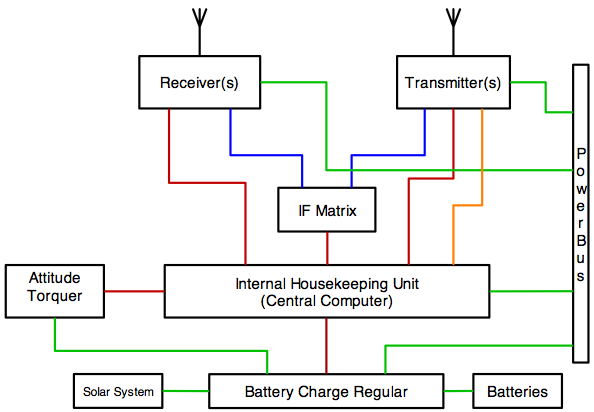 Receiver(s)
Transmitter(s)
PowerBus
IF Matrix
Attitude
Torquer
Internal Housekeeping Unit
(Central Computer)
Solar System
Battery Charge Regular
Batteries